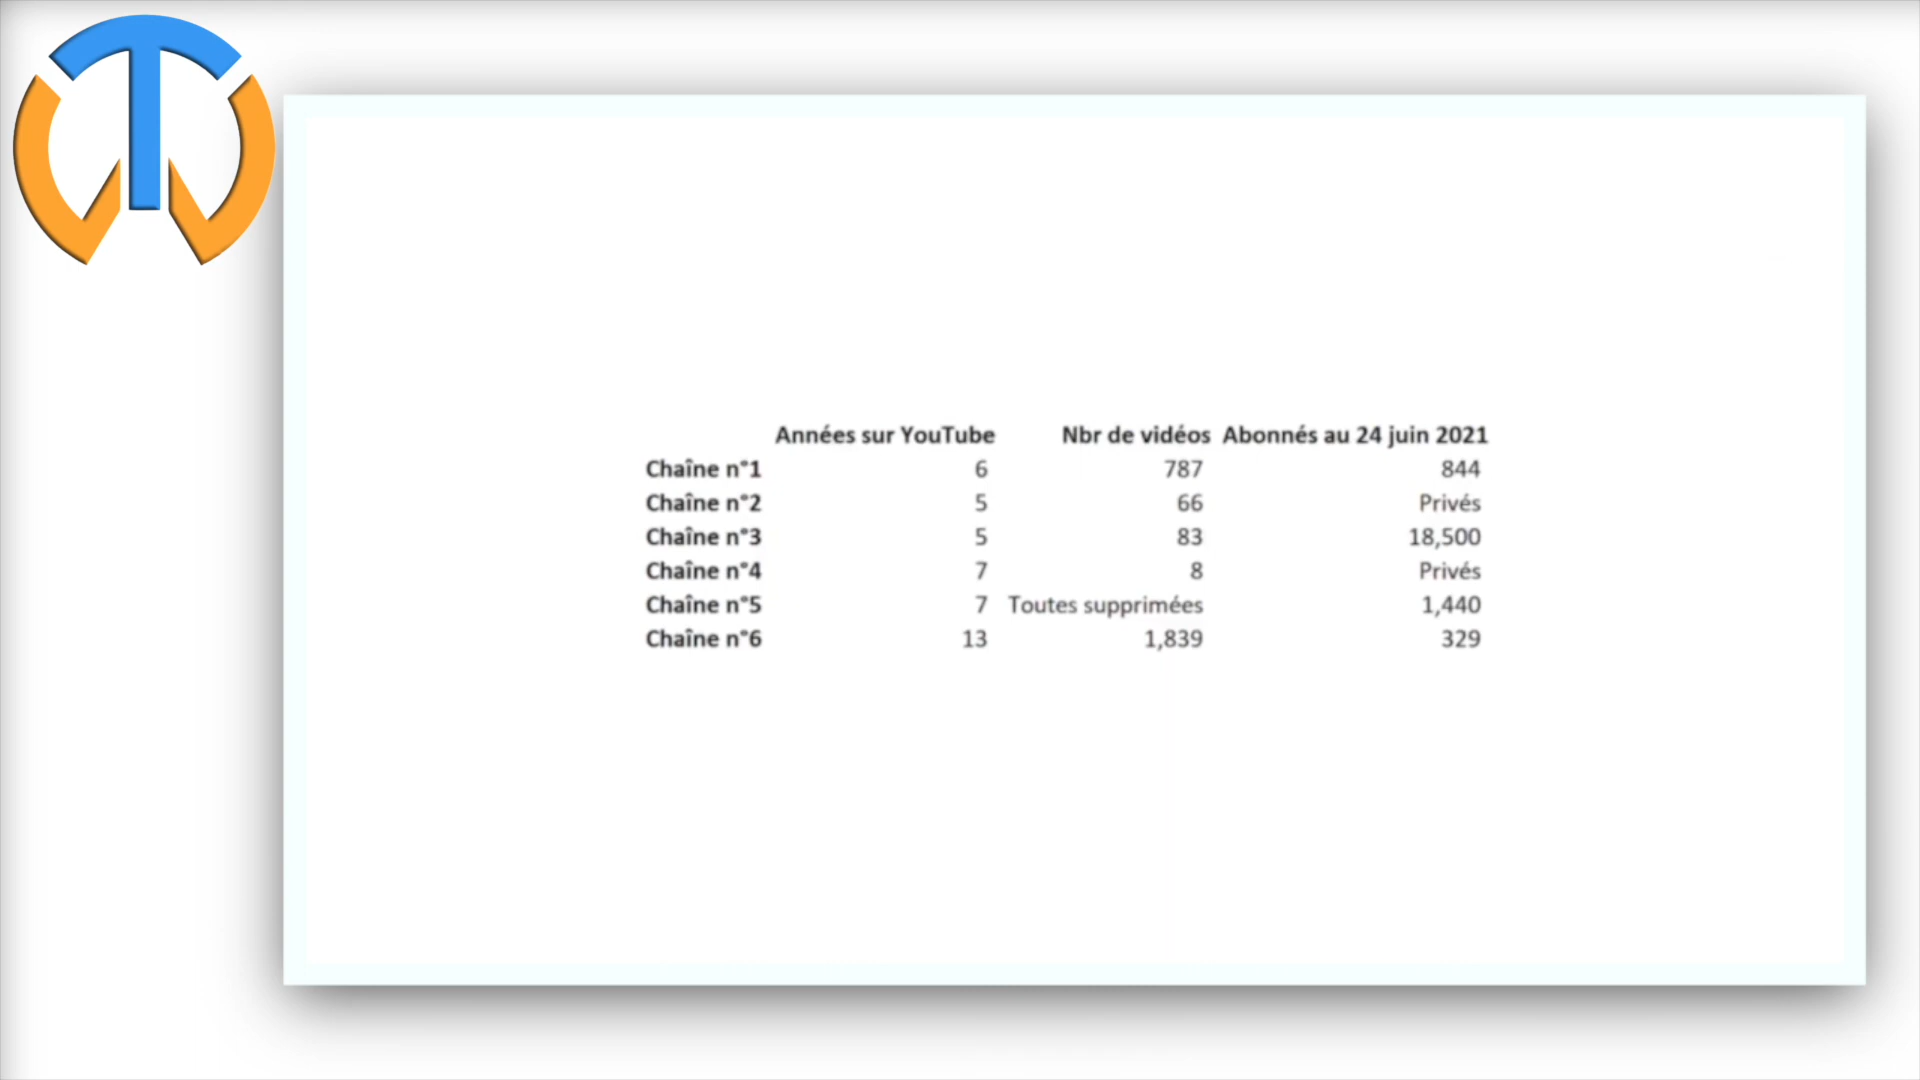 Années sur YouTube Nbr de vidéos Abonnés au 24 juin 2021
Chaîne n°1 6 787 844
Chaîne n°2 5 66 Privés
Chaîne n°3 5 83 18,500
Chaîne n°4 7 8 Privés
Chaîne n°5 7 Toutes supprimées 1,440
Chaîne n°6 13 1,839 329